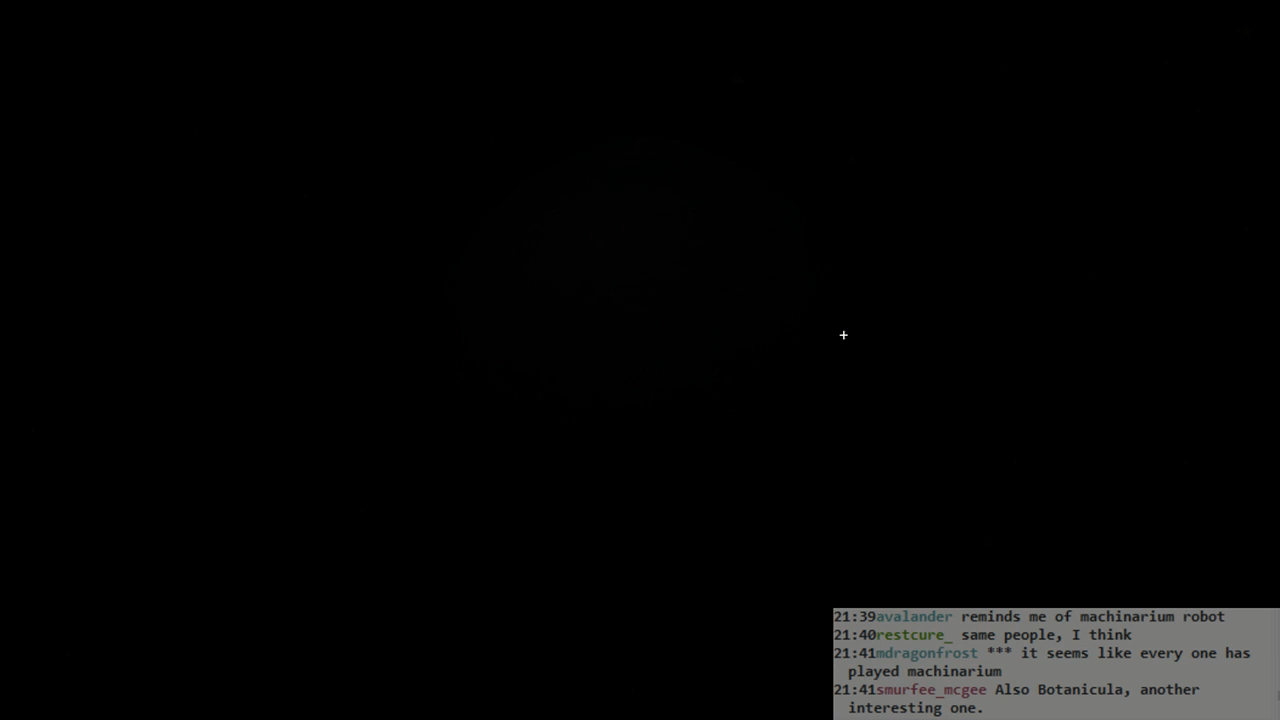 21:39avalander reminds me of machinarium robot
21:40restcure_ same people, I think
21:41mdragonfrost *** it seems like every one has
played machinarium
21:41smurfee_mcgee Also Botanicula, another
interesting one.